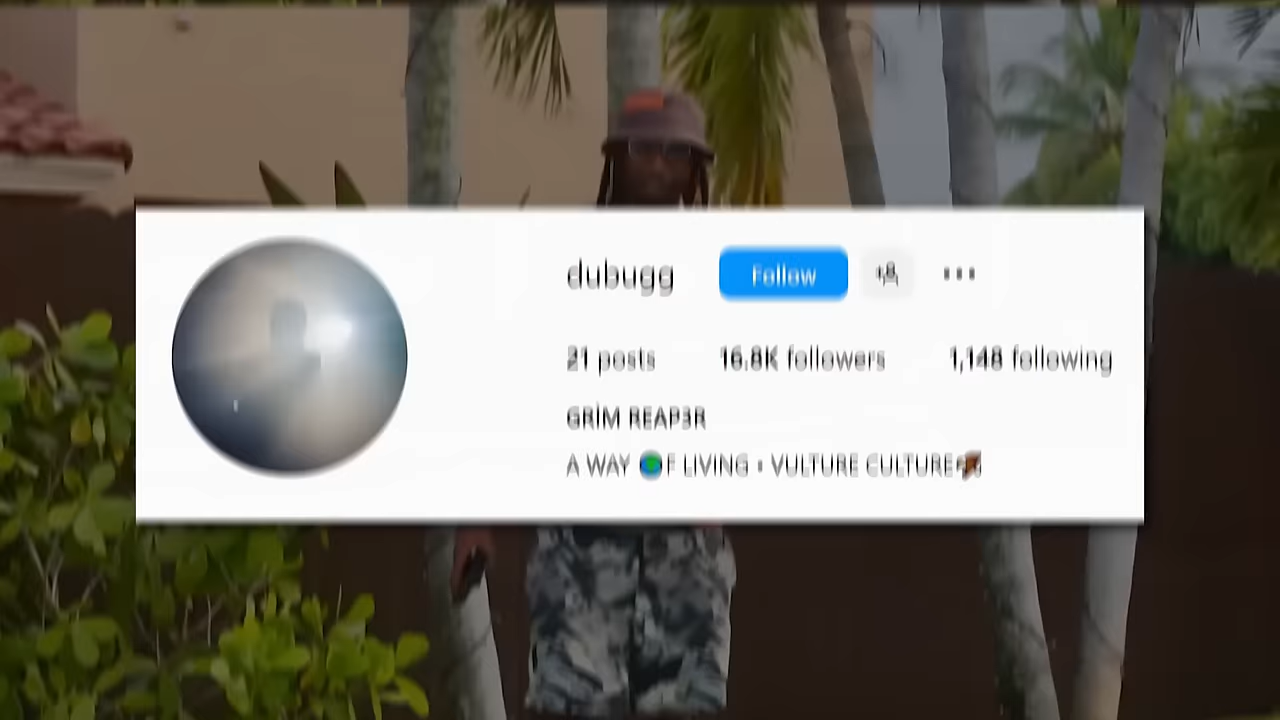 dubugg Follow
21 posts 16.8K followers 1,148 following
GRİM REAP3R
A WAY 🌍F LIVING • VULTURE CULTURE